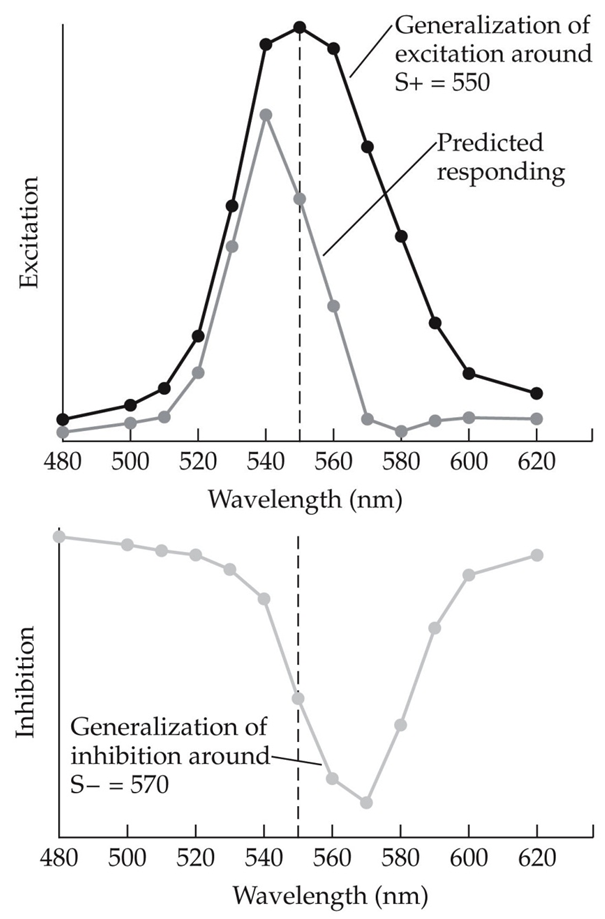 Generalization of
excitation around
S+ = 550
Predicted
responding
Excitation
480 500 520 540 560 580 600 620
Wavelength (nm)
Inhibition
Generalization of
inhibition around
S− = 570
480 500 520 540 560 580 600 620
Wavelength (nm)